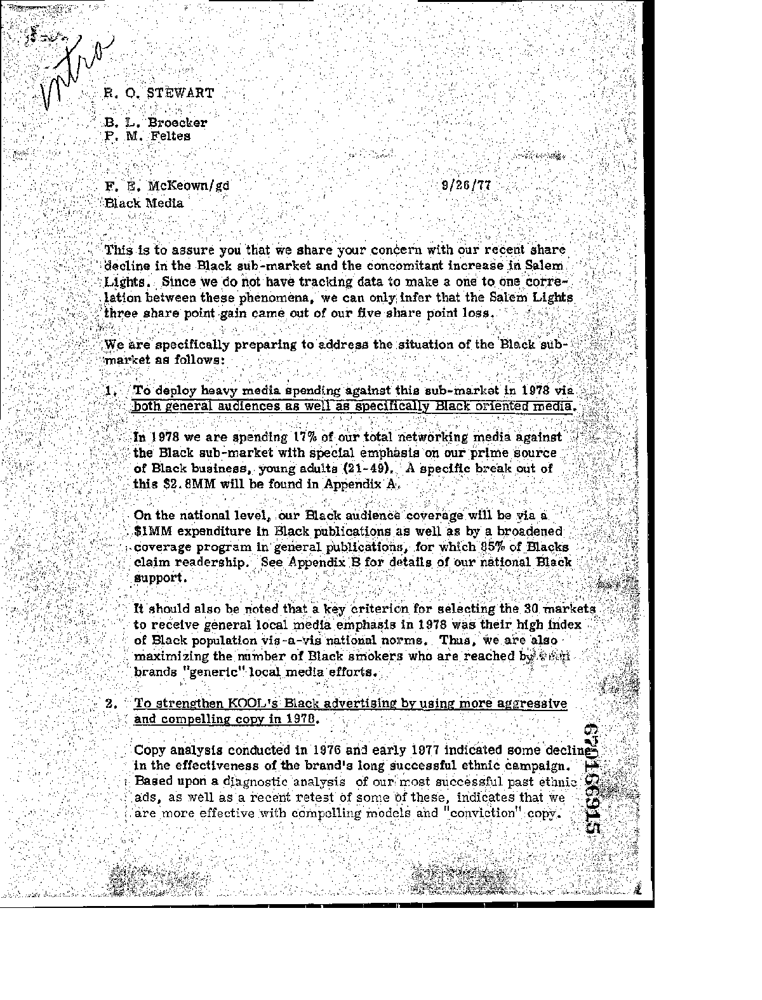 intro
R. O. STEWART
B. L. Broecker
P. M. Feltes
F. E. McKeown/gd 9/26/77
Black Media
This is to assure you that we share your concern with our recent share
decline in the Black sub-market and the concomitant increase in Salem
Lights. Since we do not have tracking data to make a one to one corre-
lation between these phenomena, we can only infer that the Salem Lights
three share point gain came out of our five share point loss.
We are specifically preparing to address the situation of the Black sub-
market as follows:
1. To deploy heavy media spending against this sub-market in 1978 via
both general audiences as well as specifically Black oriented media.
In 1978 we are spending 17% of our total networking media against
the Black sub-market with special emphasis on our prime source
of Black business, young adults (21-49). A specific break out of
this $2.8MM will be found in Appendix A.
On the national level, our Black audience coverage will be via a
$1MM expenditure in Black publications as well as by a broadened
coverage program in general publications, for which 85% of Blacks
claim readership. See Appendix B for details of our national Black
support.
It should also be noted that a key criterion for selecting the 30 markets
to receive general local media emphasis in 1978 was their high index
of Black population vis-a-vis national norms. Thus, we are also
maximizing the number of Black smokers who are reached by
brands "generic" local media efforts.
2. To strengthen KOOL's Black advertising by using more aggressive
and compelling copy in 1978.
Copy analysis conducted in 1976 and early 1977 indicated some decline
in the effectiveness of the brand's long successful ethnic campaign.
Based upon a diagnostic analysis of our most successful past ethnic
ads, as well as a recent retest of some of these, indicates that we
are more effective with compelling models and "conviction" copy.
670166915